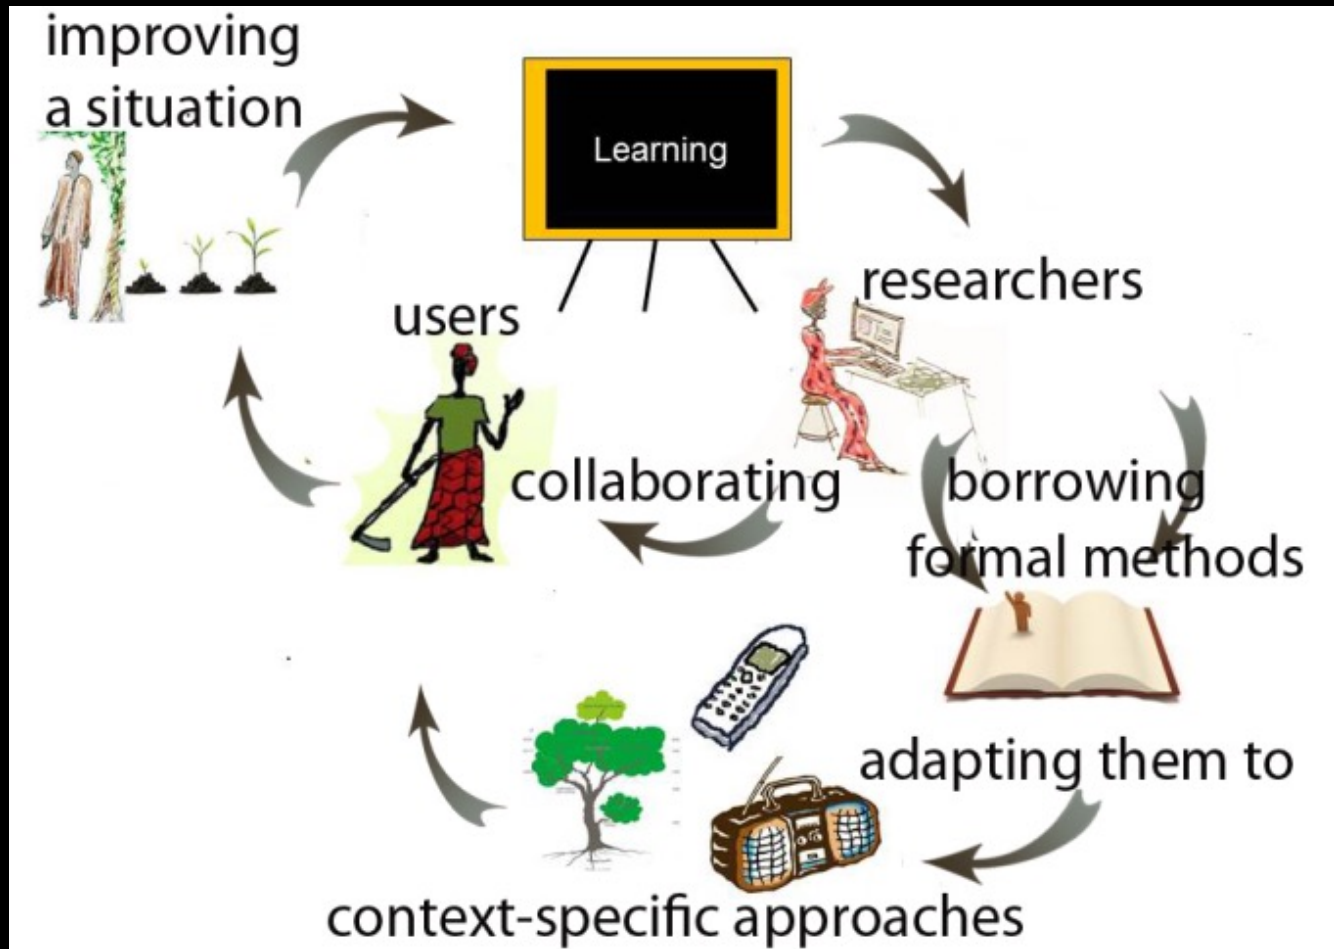 improving
a situation
Learning
researchers
users
collaborating
borrowing
formal methods
adapting them to
context-specific approaches